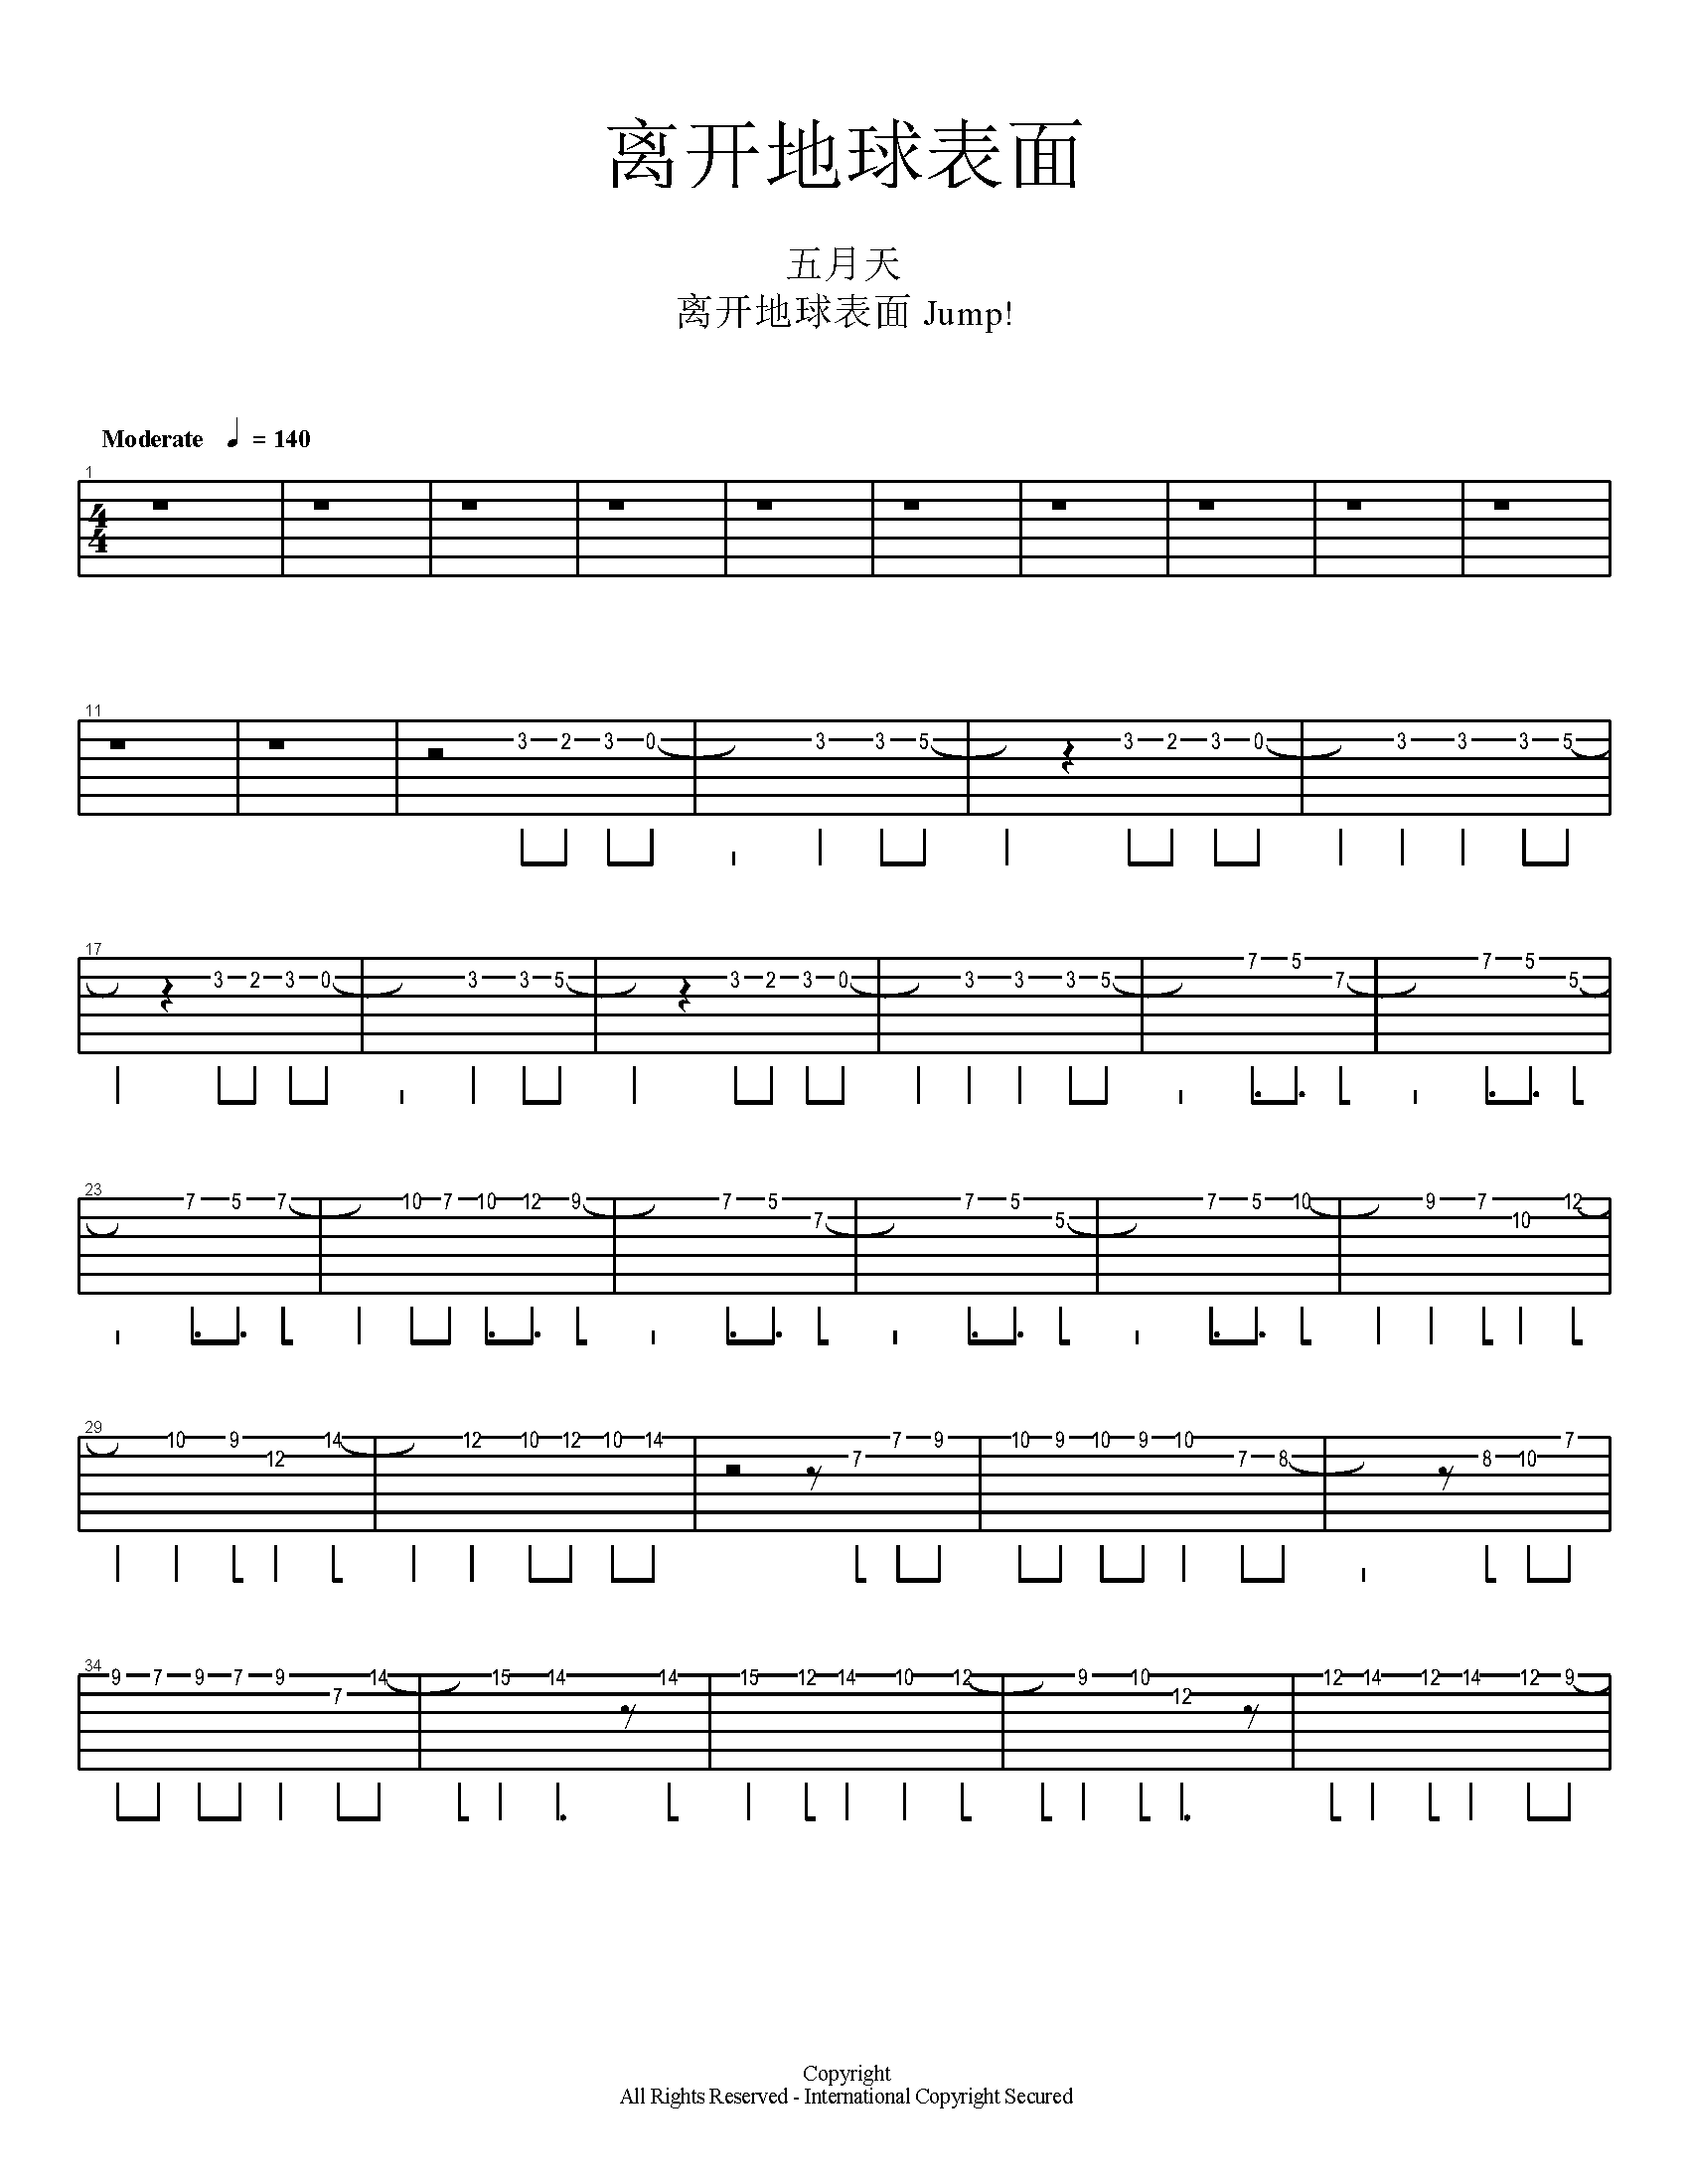 离开地球表面
五月天
离开地球表面 Jump!
Moderate ♩ = 140
1
4
4
11
3 2 3 0 3 3 5 3 2 3 0 3 3 3 5
17
3 2 3 0 3 3 5 3 2 3 0 3 3 3 5 7 5 7 7 5 5
23
7 5 7 10 7 10 12 9 7 5 7 7 5 5 7 5 10 9 7 10 12
29
10 9 12 14 12 10 12 10 14 7 7 9 10 9 10 9 10 7 8 8 10 7
34
9 7 9 7 9 7 14 15 14 14 15 12 14 10 12 9 10 12 12 14 12 14 12 9
Copyright
All Rights Reserved - International Copyright Secured